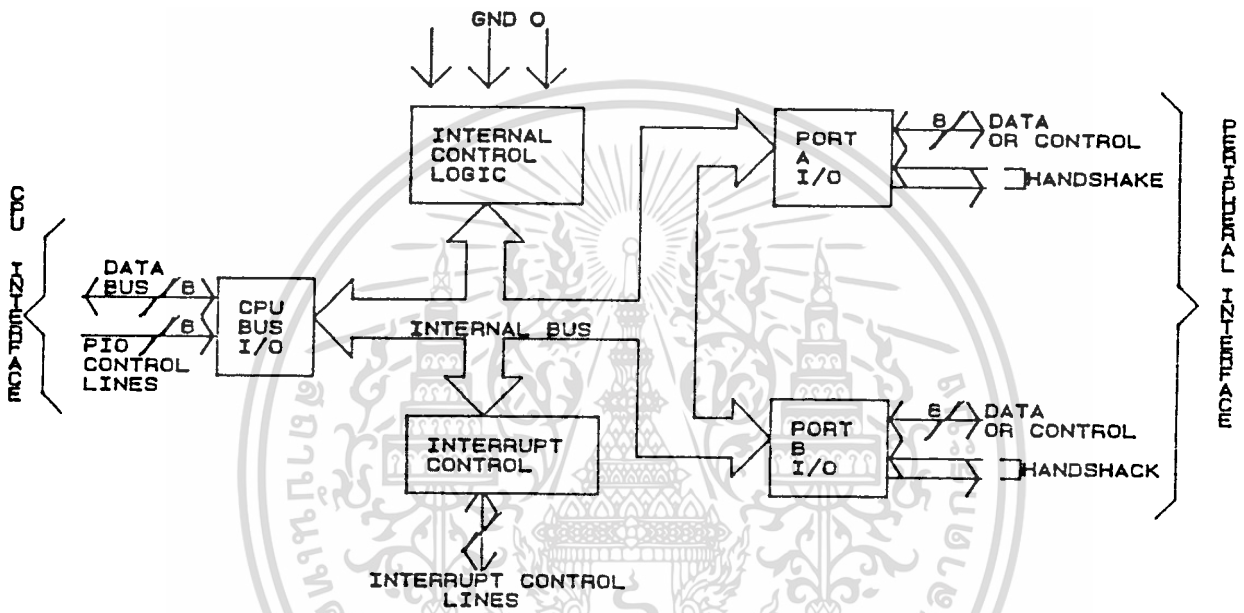 GND O
INTERNAL
CONTROL
LOGIC
PORT
A
I/O
8
DATA
OR CONTROL
HANDSHAKE
CPU INTERFACE
DATA
BUS
8
CPU
BUS
I/O
8
PIO
CONTROL
LINES
INTERNAL BUS
PERIPHERAL INTERFACE
INTERRUPT
CONTROL
PORT
B
I/O
8
DATA
OR CONTROL
HANDSHACK
INTERRUPT CONTROL
LINES